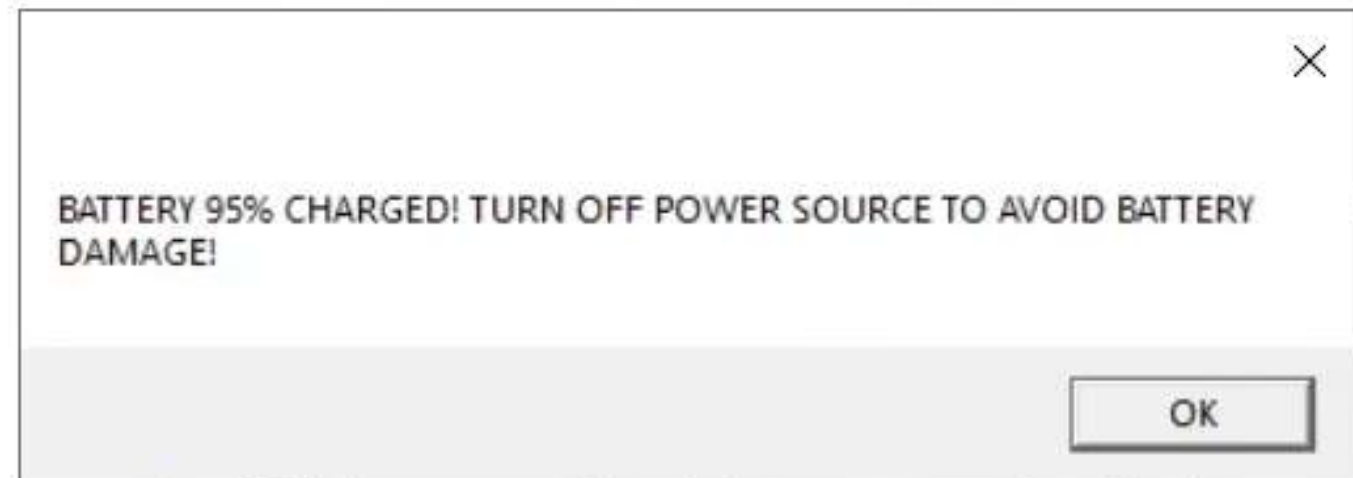 BATTERY 95% CHARGED! TURN OFF POWER SOURCE TO AVOID BATTERY
DAMAGE!
OK